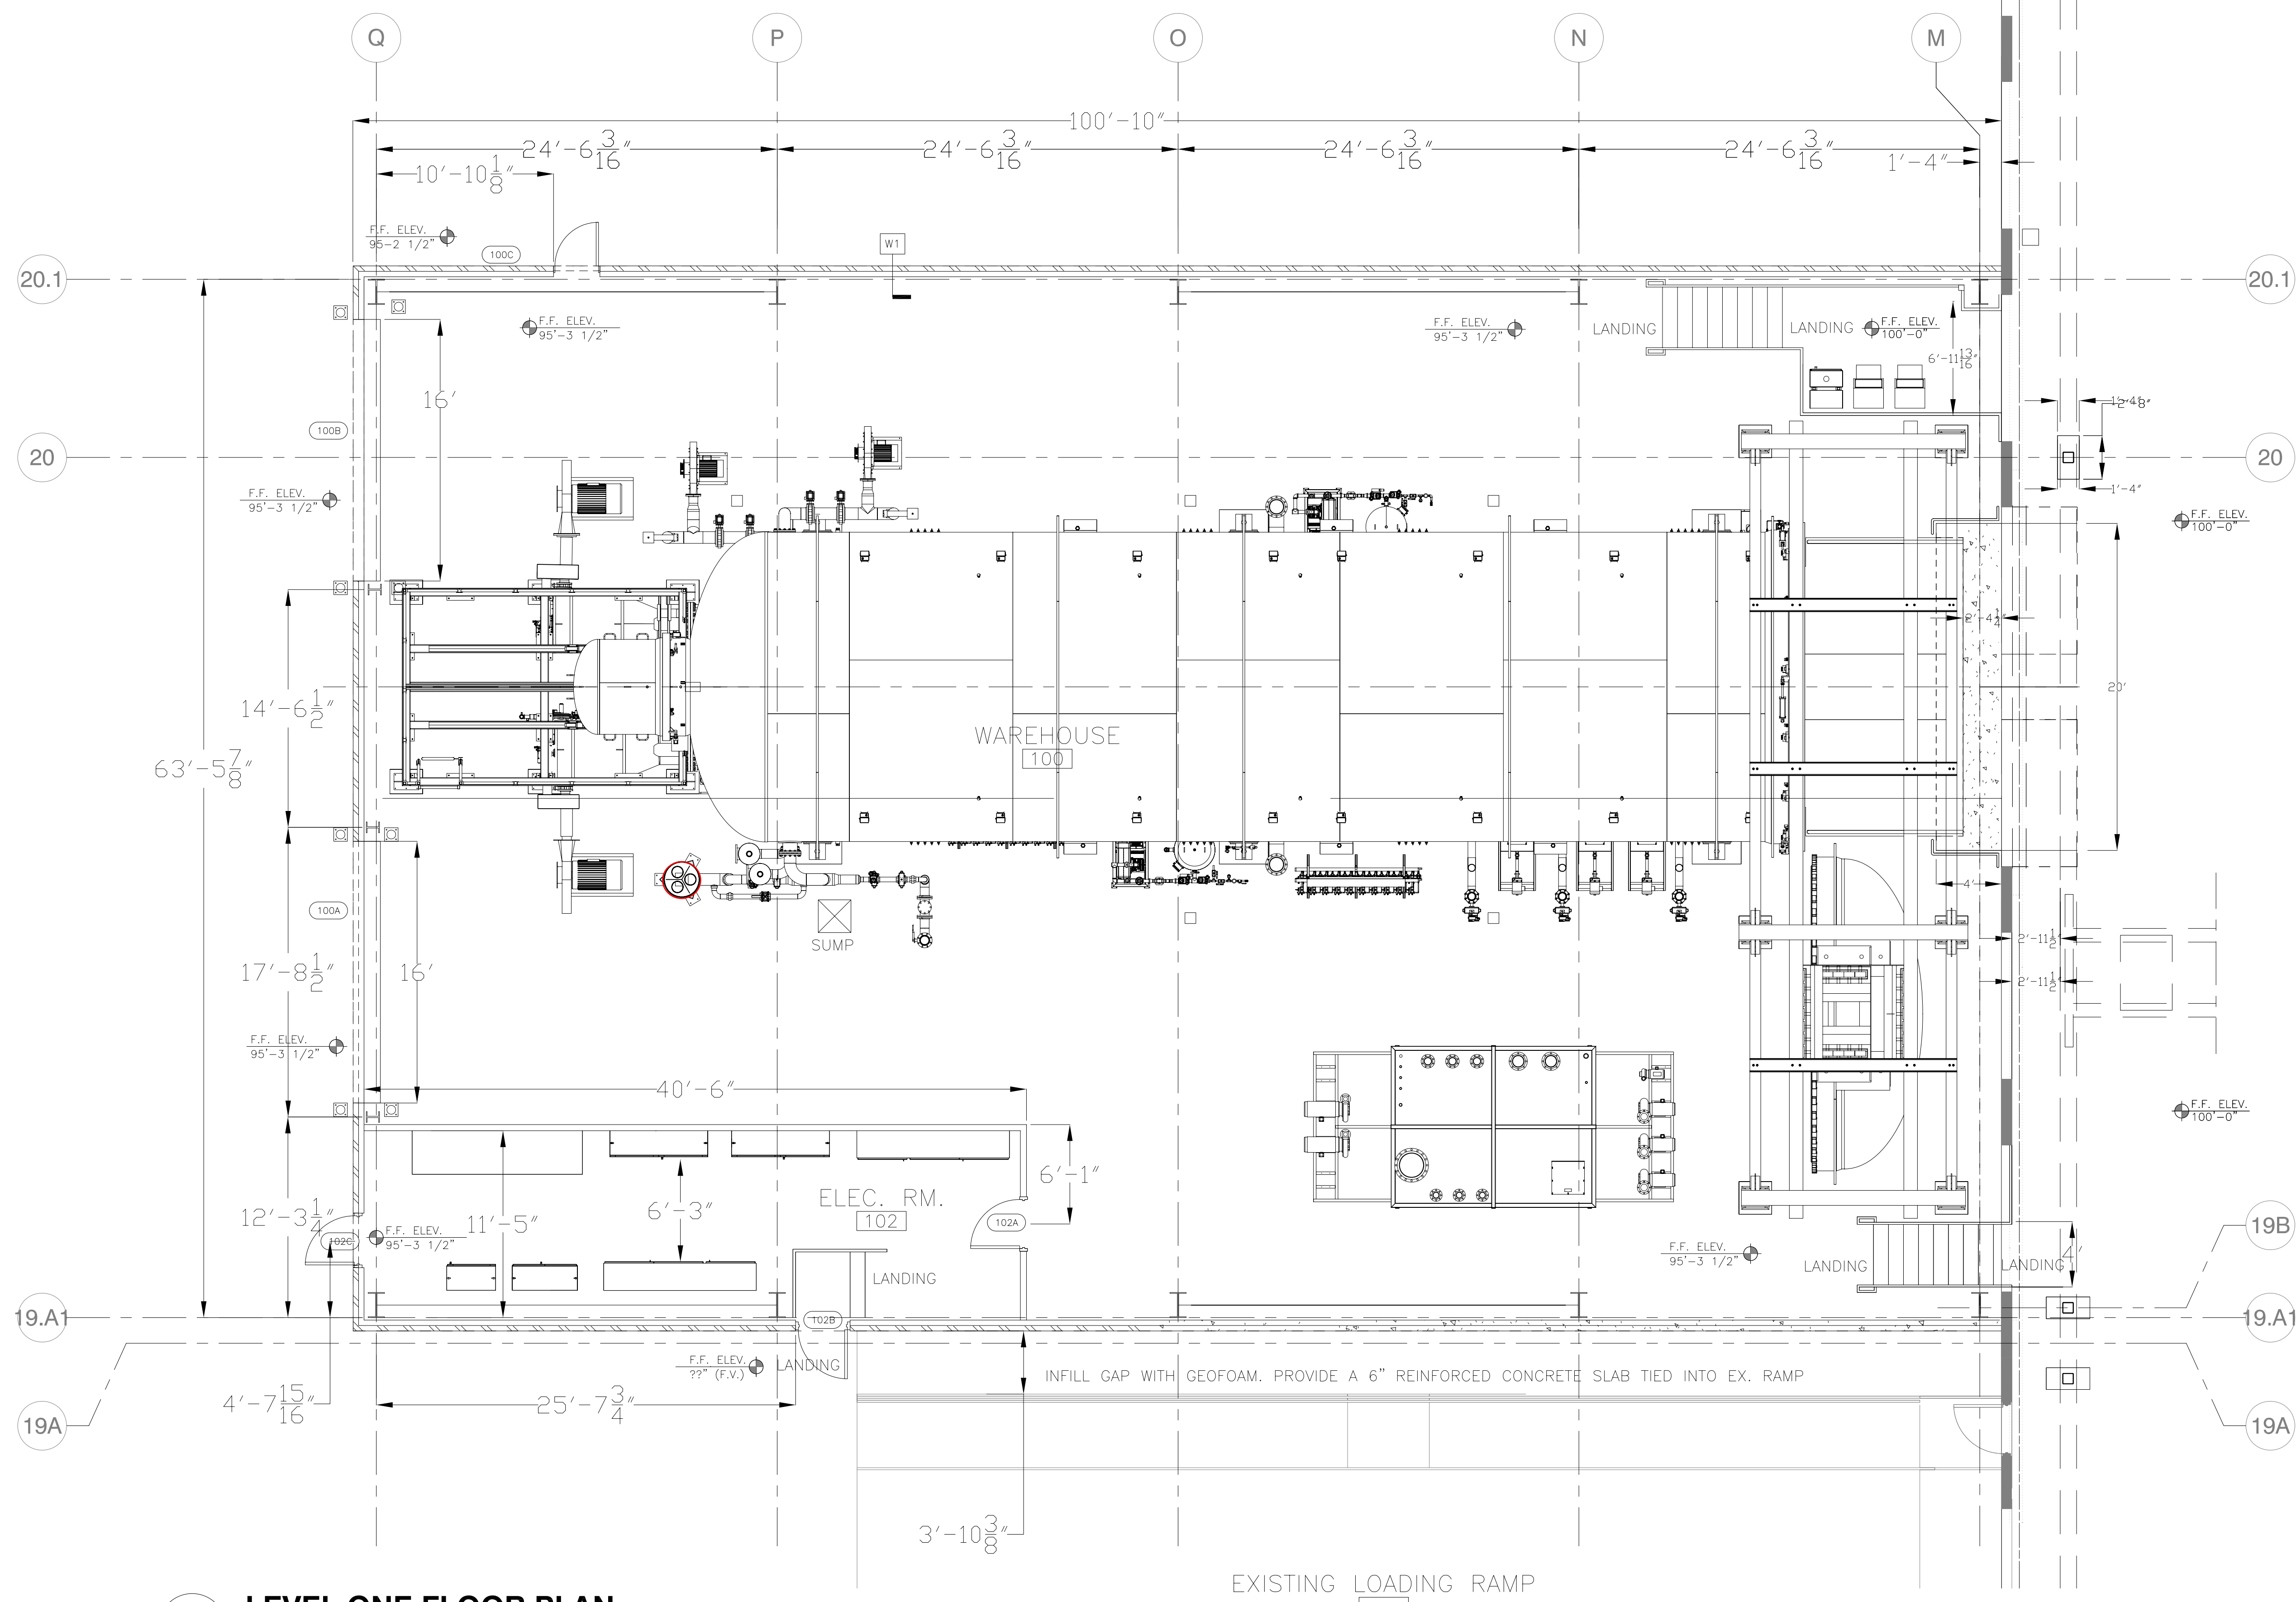 Q P O N M
100'-10"
24'-6 3/16" 24'-6 3/16" 24'-6 3/16" 24'-6 3/16"
1'-4"
10'-10 1/8"
F.F. ELEV.
95-2 1/2"
100C
W1
20.1 20.1
F.F. ELEV.
95'-3 1/2"
F.F. ELEV.
95'-3 1/2"
LANDING
LANDING
F.F. ELEV.
100'-0"
6'-11 13/16"
16'
1'-4"
2'-8"
100B
20 20
F.F. ELEV.
95'-3 1/2"
1'-4"
F.F. ELEV.
100'-0"
2'-4 1/4"
14'-6 1/2"
20'
WAREHOUSE
100
63'-5 7/8"
4'
100A
SUMP
2'-11 1/2"
17'-8 1/2"
16'
2'-11 1/2"
F.F. ELEV.
95'-3 1/2"
40'-6"
F.F. ELEV.
100'-0"
6'-1"
ELEC. RM.
102
12'-3 1/4"
11'-5"
6'-3"
102A
102C
F.F. ELEV.
95'-3 1/2"
19B
F.F. ELEV.
95'-3 1/2"
4'
LANDING
LANDING
LANDING
19.A1 19.A1
102B
F.F. ELEV.
??" (F.V.)
LANDING
INFILL GAP WITH GEOFOAM. PROVIDE A 6" REINFORCED CONCRETE SLAB TIED INTO EX. RAMP
4'-7 15/16"
25'-7 3/4"
19A 19A
3'-10 3/8"
EXISTING LOADING RAMP
LEVEL ONE FLOOR PLAN